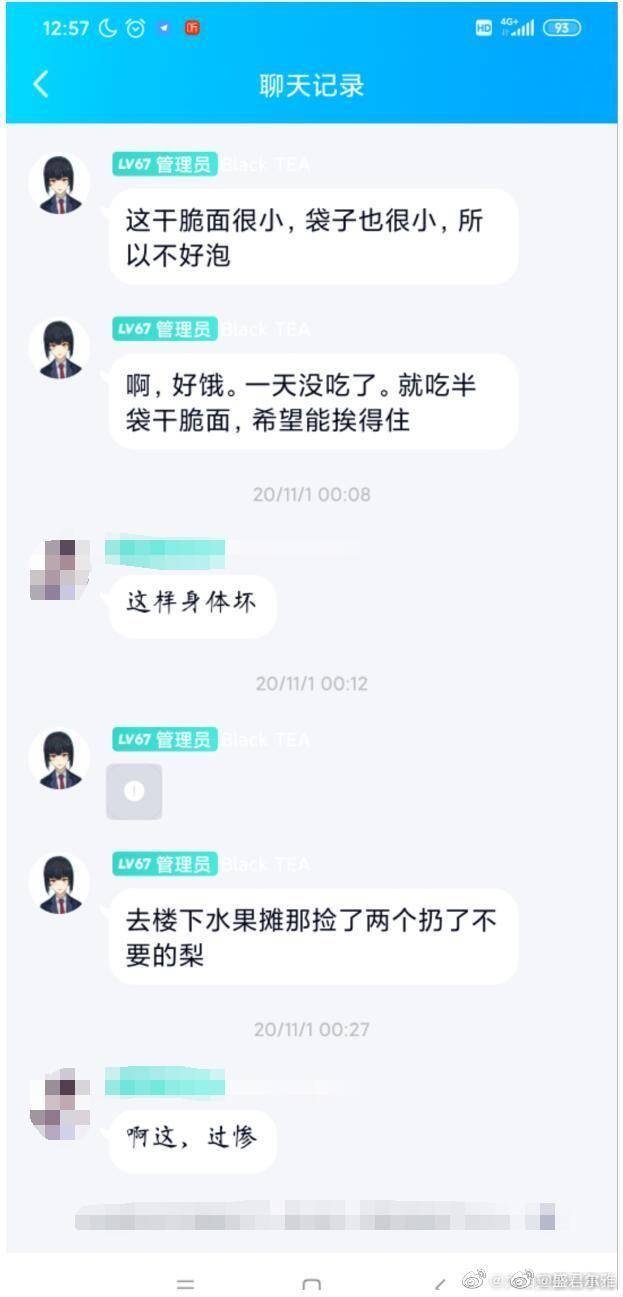 12:57
HD 4G+ 93
聊天记录
LV67 管理员 Black TEA
这干脆面很小，袋子也很小，所
以不好泡
LV67 管理员 Black TEA
啊，好饿。一天没吃了。就吃半
袋干脆面，希望能挨得住
20/11/1 00:08
这样身体坏
20/11/1 00:12
LV67 管理员 Black TEA
LV67 管理员 Black TEA
去楼下水果摊那捡了两个扔了不
要的梨
20/11/1 00:27
啊这，过惨